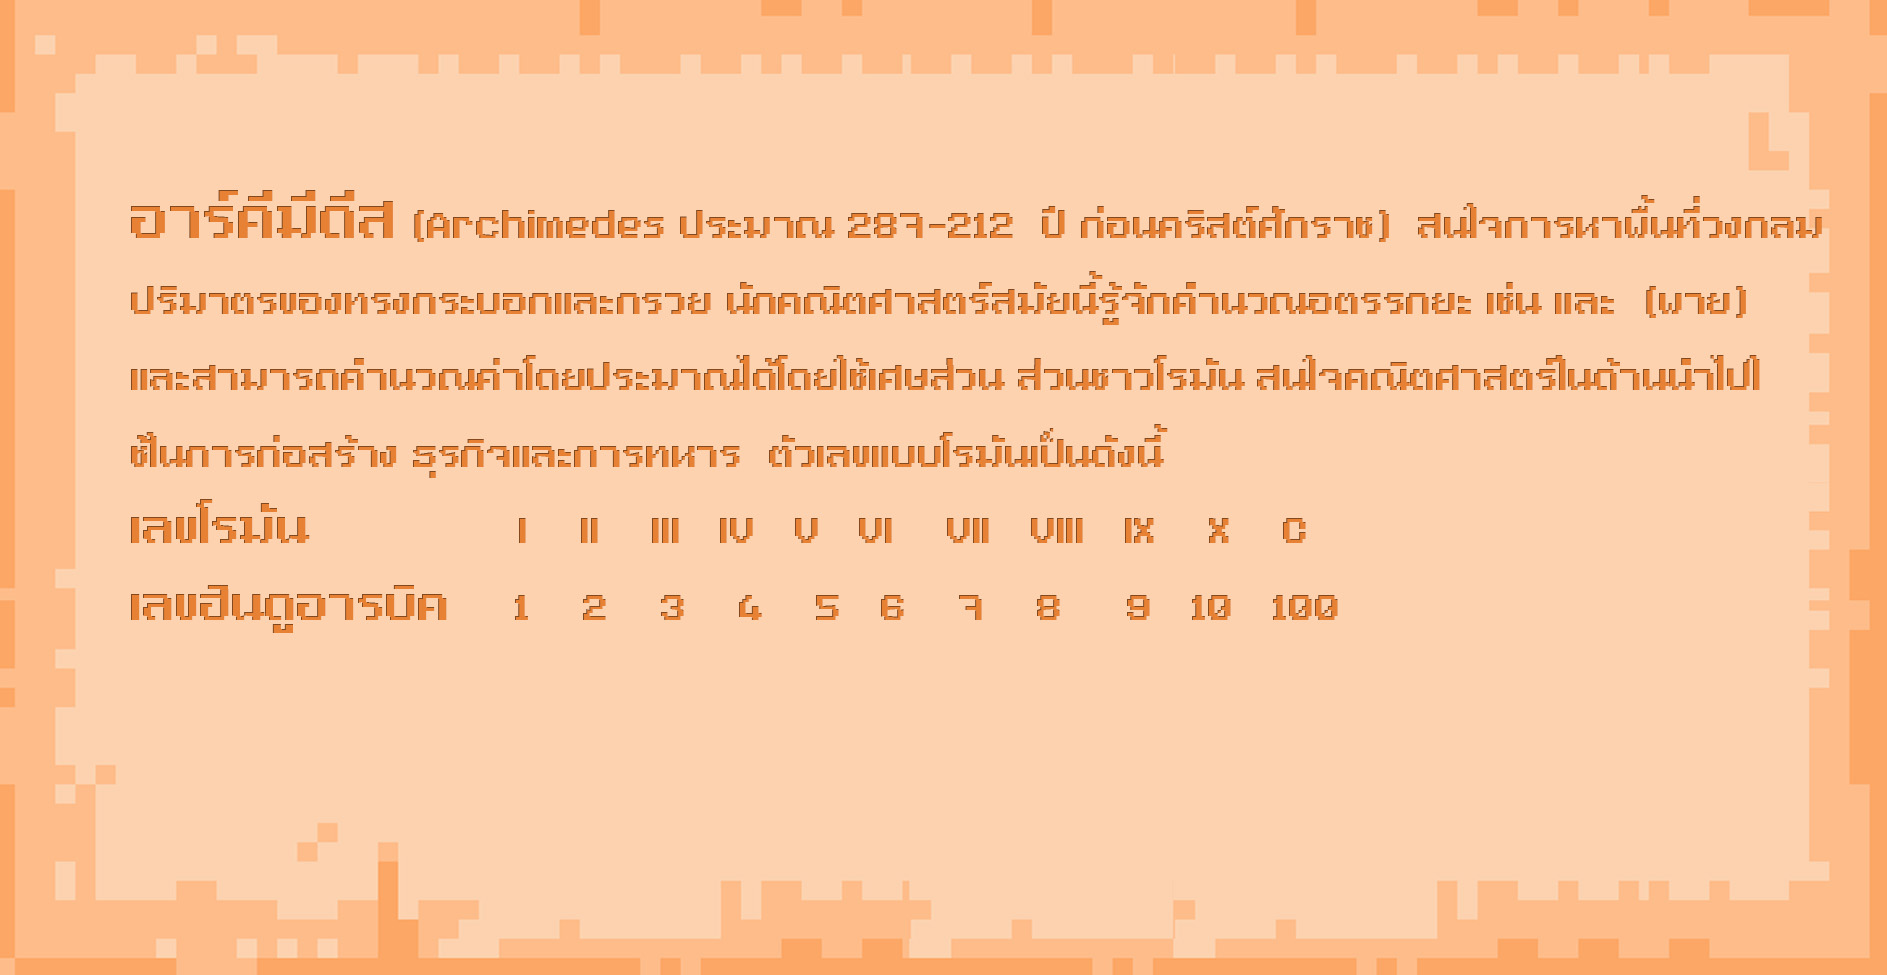 อาร์คีมีดีส (Archimedes ประมาณ 287-212 ปี ก่อนคริสต์ศักราช) สนใจการหาพื้นที่วงกลม
ปริมาตรของทรงกระบอกและกรวย นักคณิตศาสตร์สมัยนี้รู้จักคำนวณอตรรกยะ เช่น และ (พาย)
และสามารถคำนวณค่าโดยประมาณได้โดยใช้เศษส่วน ส่วนชาวโรมัน สนใจคณิตศาสตร์ในด้านนำไปใ
ช้ในการก่อสร้าง ธุรกิจและการทหาร ตัวเลขแบบโรมันเป็นดังนี้
เลขโรมัน I II III IV V VI VII VIII IX X C
เลขฮินดูอารบิค 1 2 3 4 5 6 7 8 9 10 100